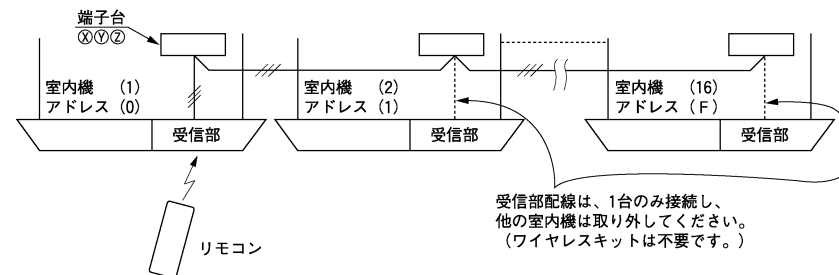 端子台
ⓍⓎⓏ
室内機 (1)
アドレス (0)
受信部
室内機 (2)
アドレス (1)
受信部
室内機 (16)
アドレス (F)
受信部
リモコン
受信部配線は、1台のみ接続し、
他の室内機は取り外してください。
(ワイヤレスキットは不要です。)